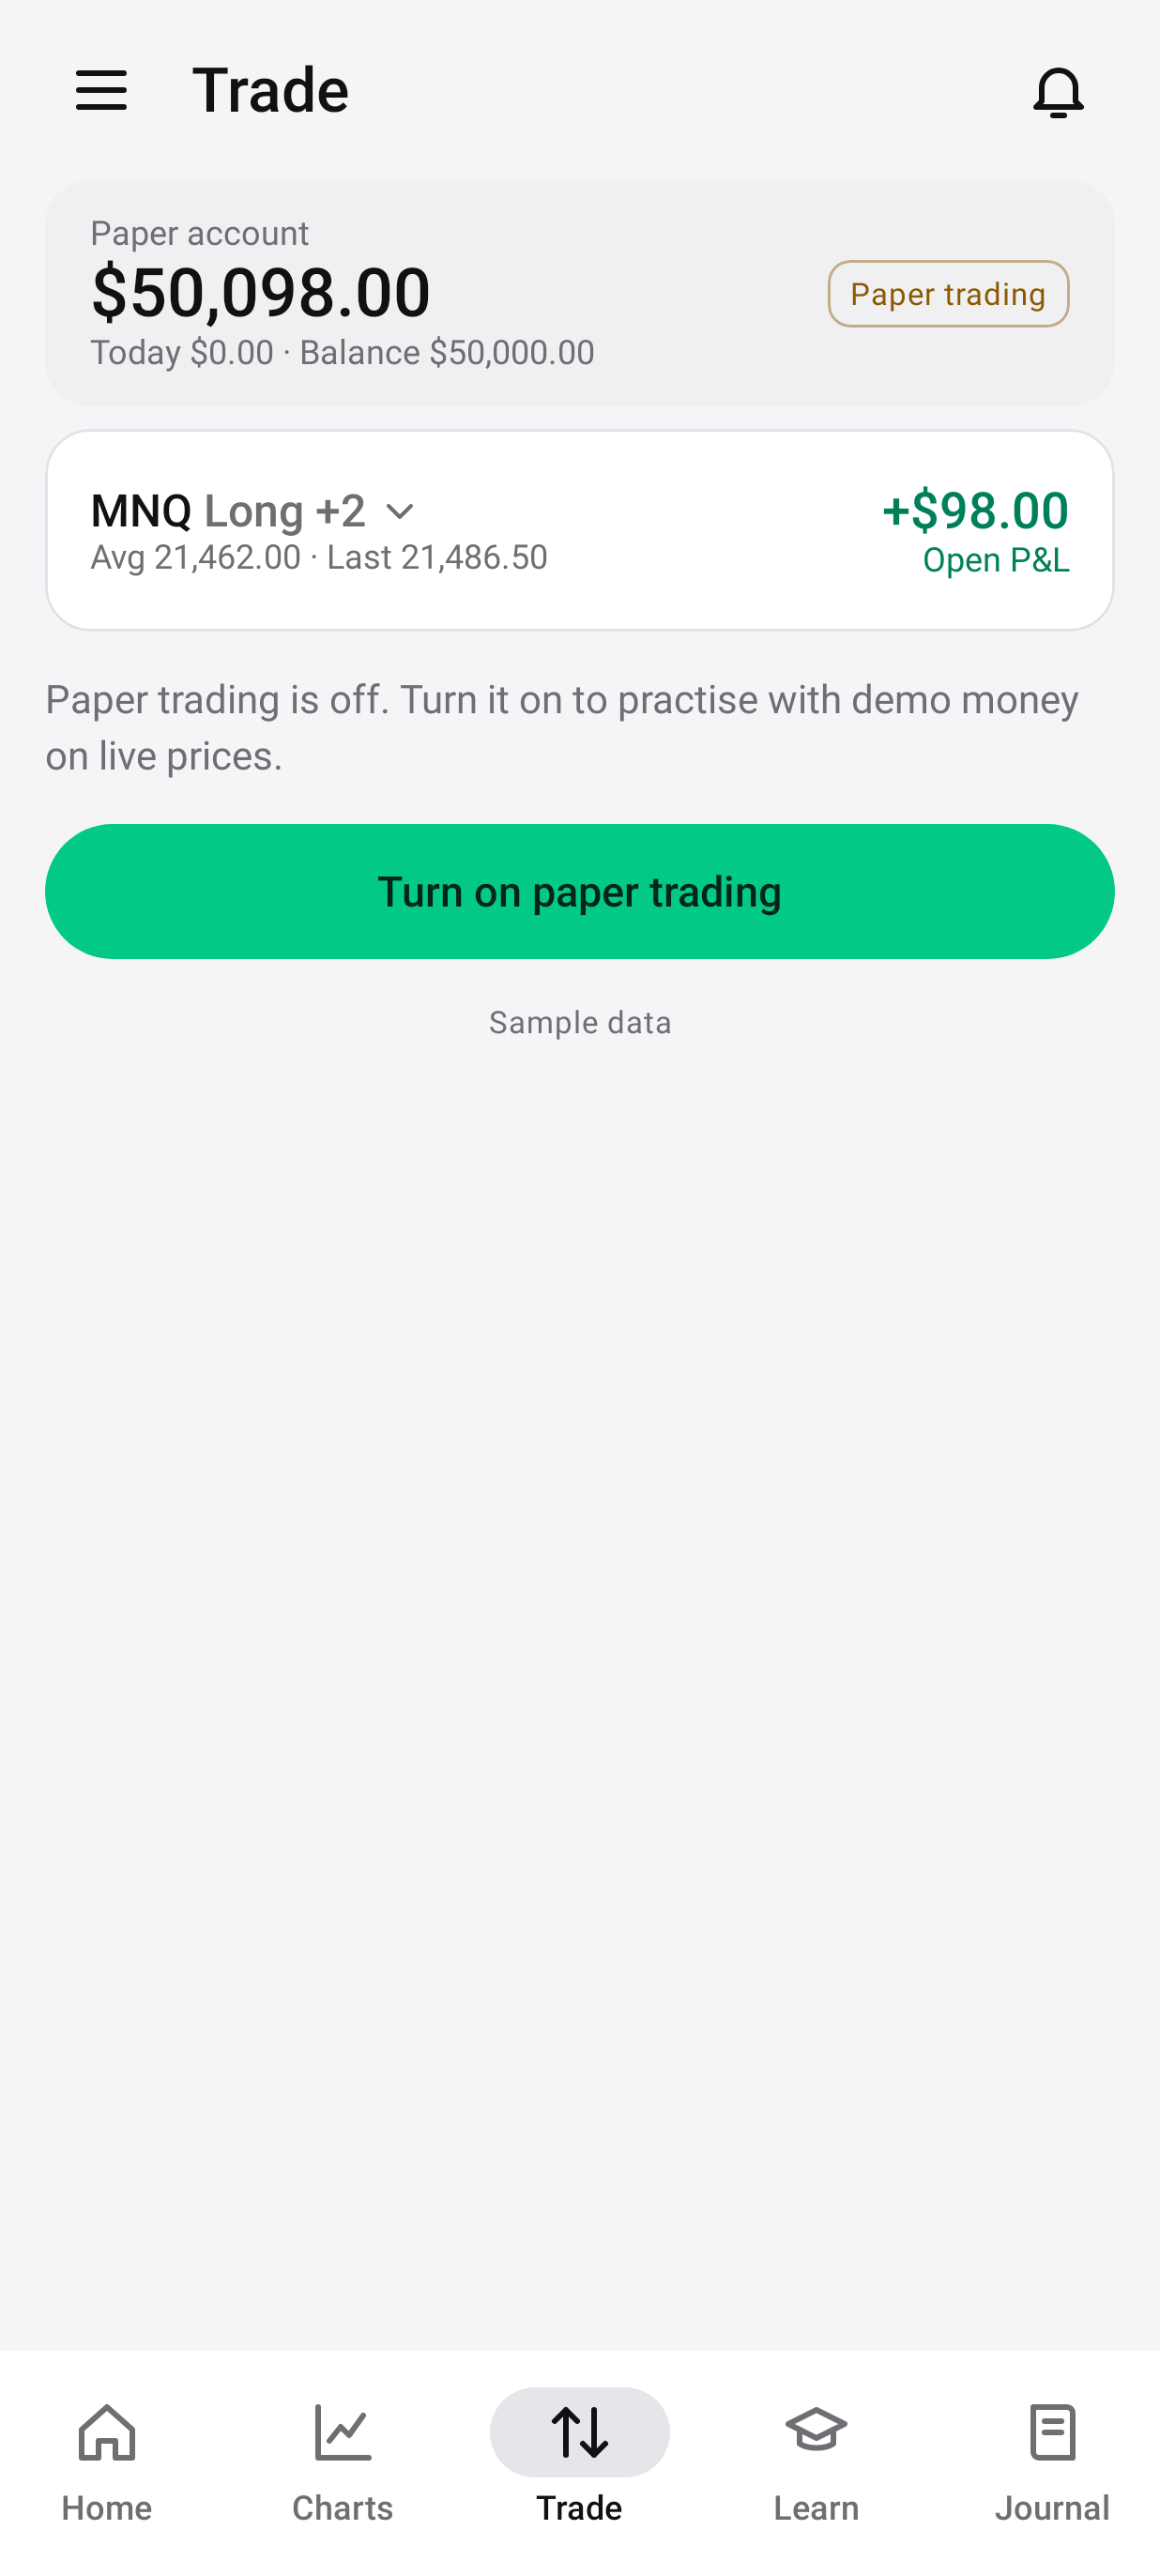 Trade
Paper account
$50,098.00
Paper trading
Today $0.00 · Balance $50,000.00
MNQ Long +2
+$98.00
Avg 21,462.00 · Last 21,486.50
Open P&L
Paper trading is off. Turn it on to practise with demo money
on live prices.
Turn on paper trading
Sample data
Home
Charts
Trade
Learn
Journal